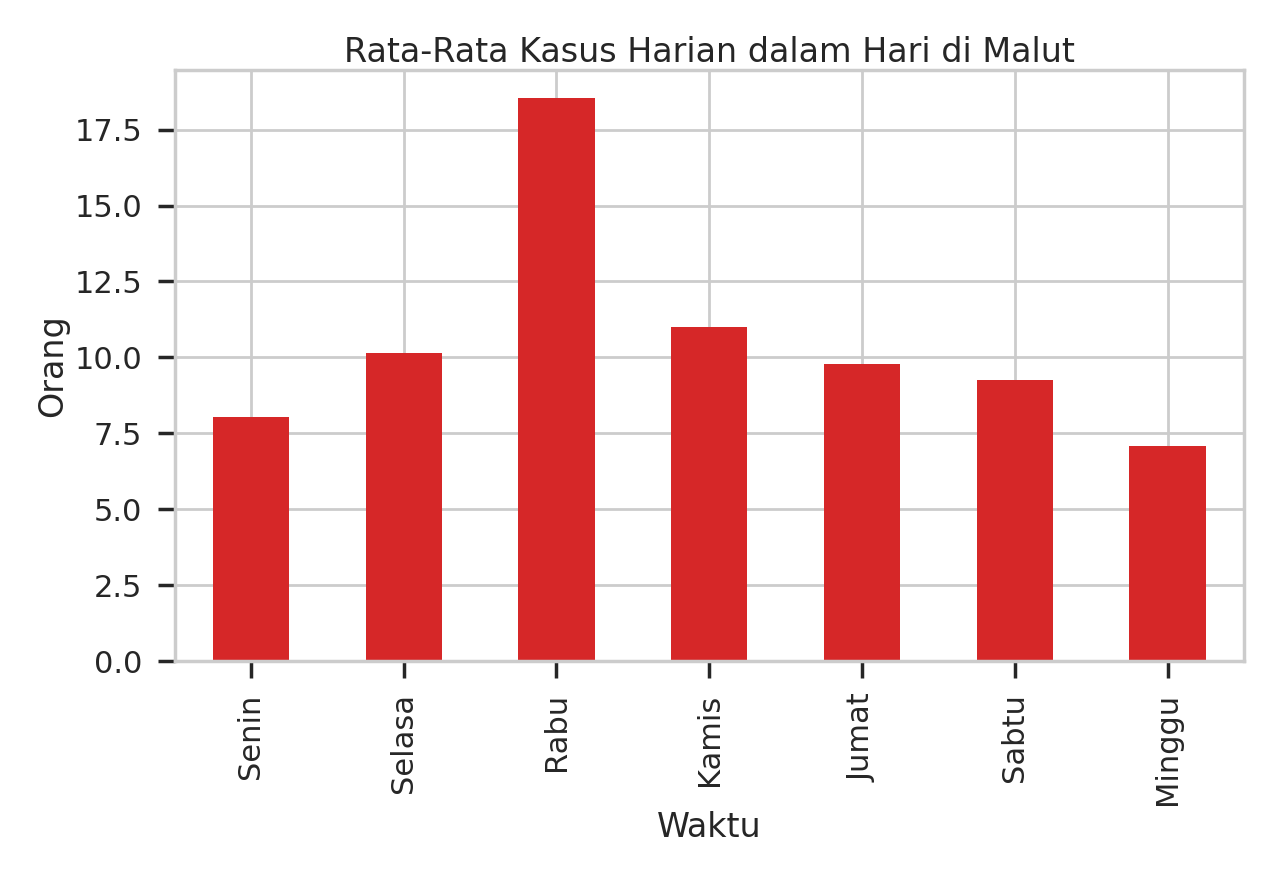 Rata-Rata Kasus Harian dalam Hari di Malut
Orang
17.5
15.0
12.5
10.0
7.5
5.0
2.5
0.0
Senin
Selasa
Rabu
Kamis
Jumat
Sabtu
Minggu
Waktu